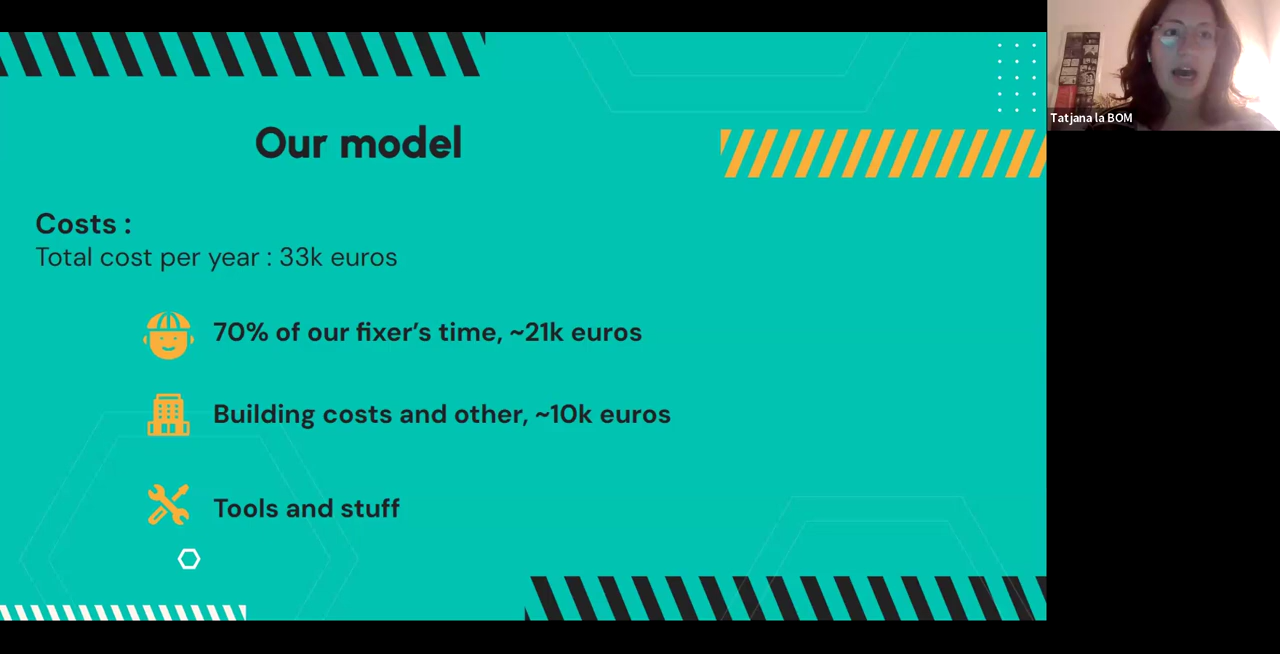 Our model
Costs :
Total cost per year : 33k euros
70% of our fixer’s time, ~21k euros
Building costs and other, ~10k euros
Tools and stuff
Tatjana la BOM